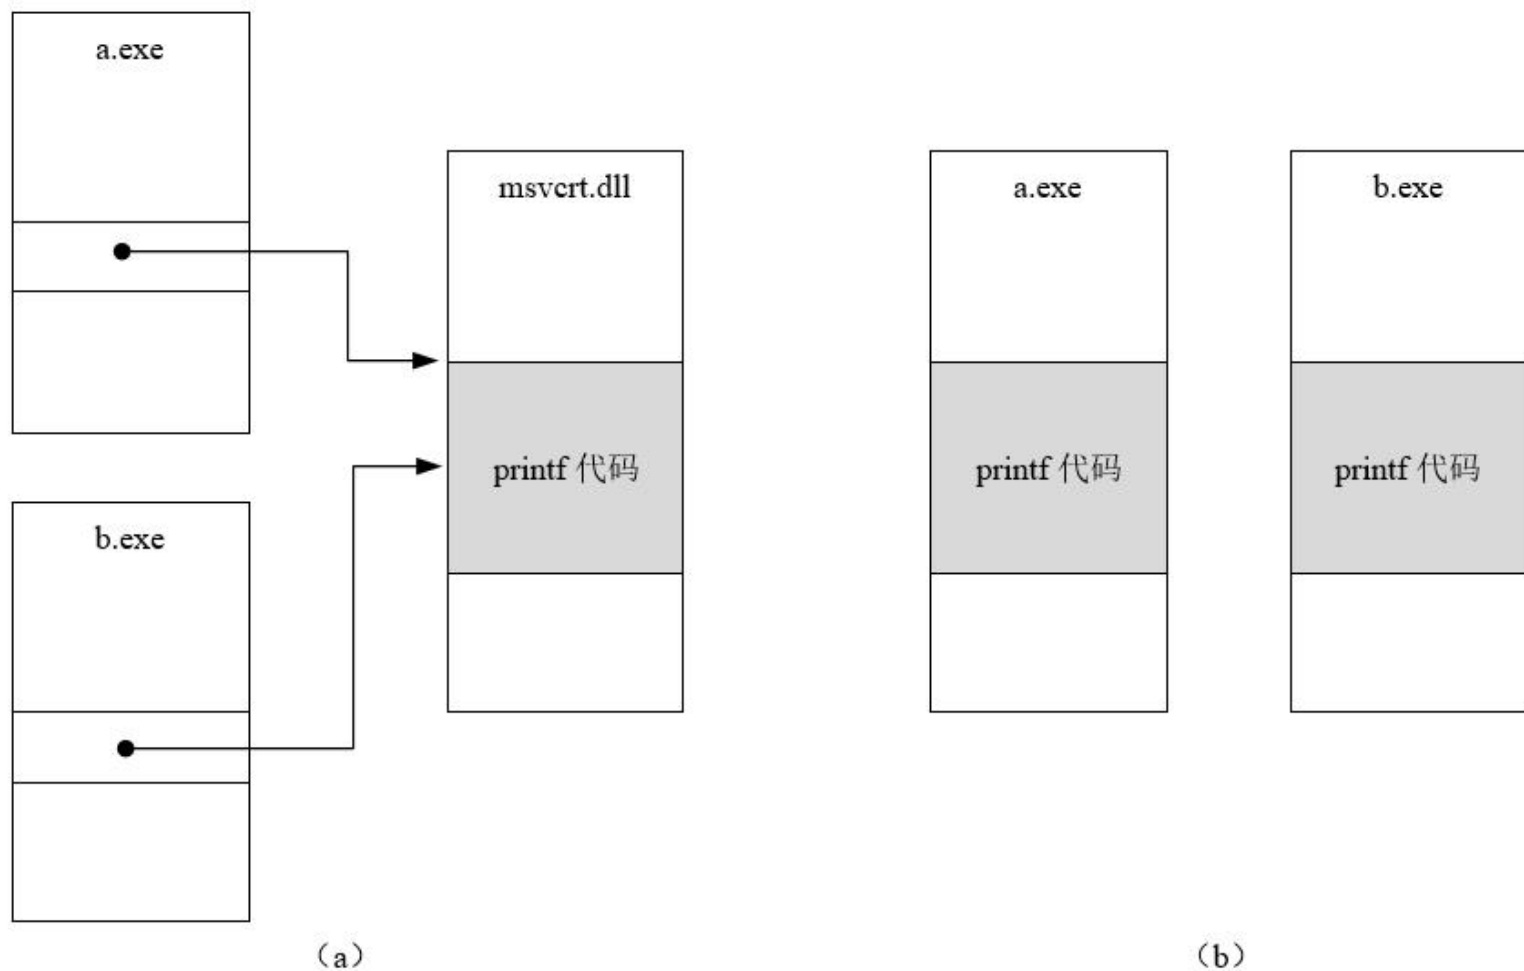 a.exe
msvcrt.dll
printf 代码
b.exe
（a）
a.exe
printf 代码
b.exe
printf 代码
（b）